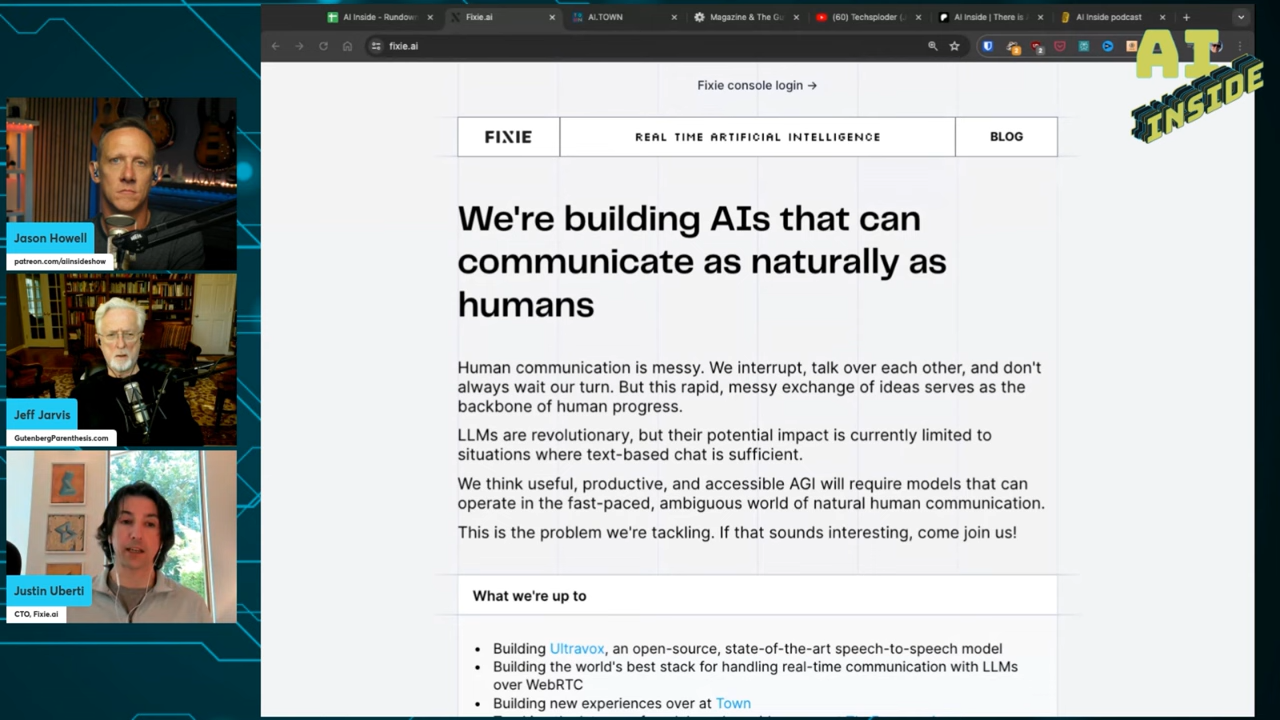 AI Inside - Rundown
Fixie.ai
AI.TOWN
Magazine & The Gu
(60) Techsploder (
AI Inside | There is
AI Inside podcast
fixie.ai
AI
INSIDE
Fixie console login →
FIXIE
REAL TIME ARTIFICIAL INTELLIGENCE
BLOG
We're building AIs that can
communicate as naturally as
humans
Human communication is messy. We interrupt, talk over each other, and don't
always wait our turn. But this rapid, messy exchange of ideas serves as the
backbone of human progress.
LLMs are revolutionary, but their potential impact is currently limited to
situations where text-based chat is sufficient.
We think useful, productive, and accessible AGI will require models that can
operate in the fast-paced, ambiguous world of natural human communication.
This is the problem we're tackling. If that sounds interesting, come join us!
What we're up to
• Building Ultravox, an open-source, state-of-the-art speech-to-speech model
• Building the world's best stack for handling real-time communication with LLMs
over WebRTC
• Building new experiences over at Town
Jason Howell
patreon.com/aiinsideshow
Jeff Jarvis
GutenbergParenthesis.com
Justin Uberti
CTO, Fixie.ai